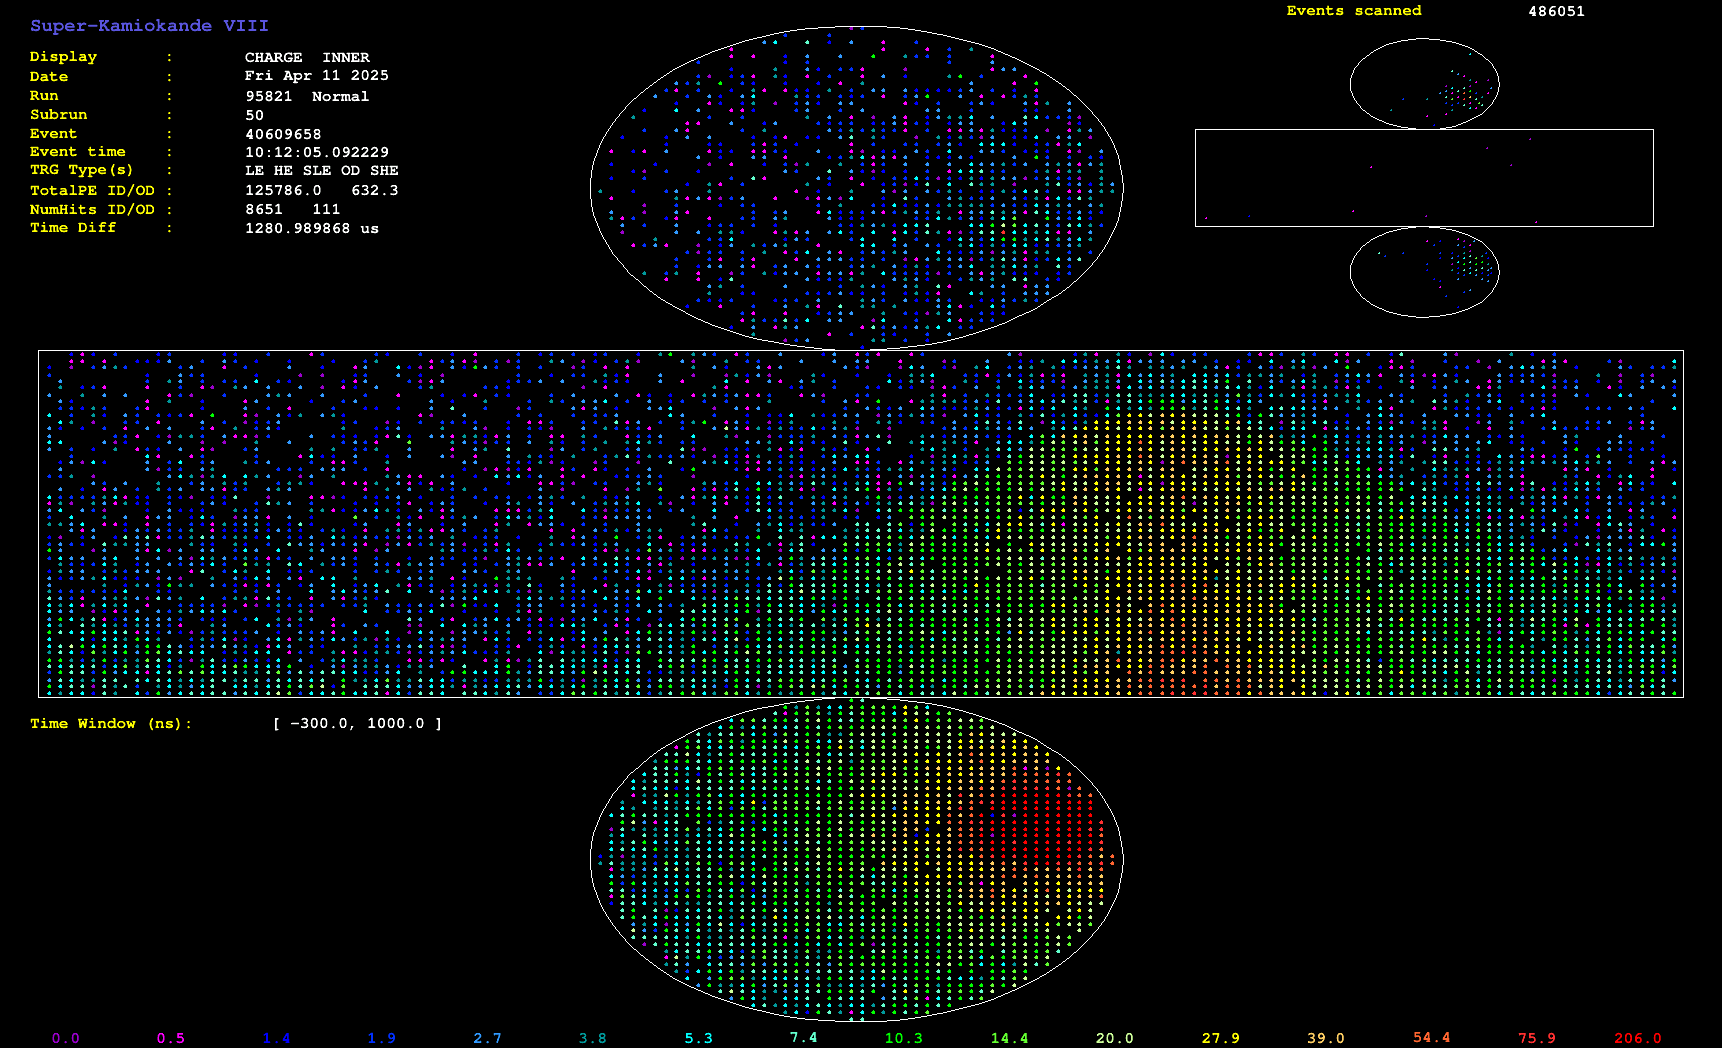 Super-Kamiokande VIII
Events scanned 486051
Display : CHARGE INNER
Date : Fri Apr 11 2025
Run : 95821 Normal
Subrun : 50
Event : 40609658
Event time : 10:12:05.092229
TRG Type(s) : LE HE SLE OD SHE
TotalPE ID/OD : 125786.0 632.3
NumHits ID/OD : 8651 111
Time Diff : 1280.989868 us
Time Window (ns): [ -300.0, 1000.0 ]
0.0 0.5 1.4 1.9 2.7 3.8 5.3 7.4 10.3 14.4 20.0 27.9 39.0 54.4 75.9 206.0